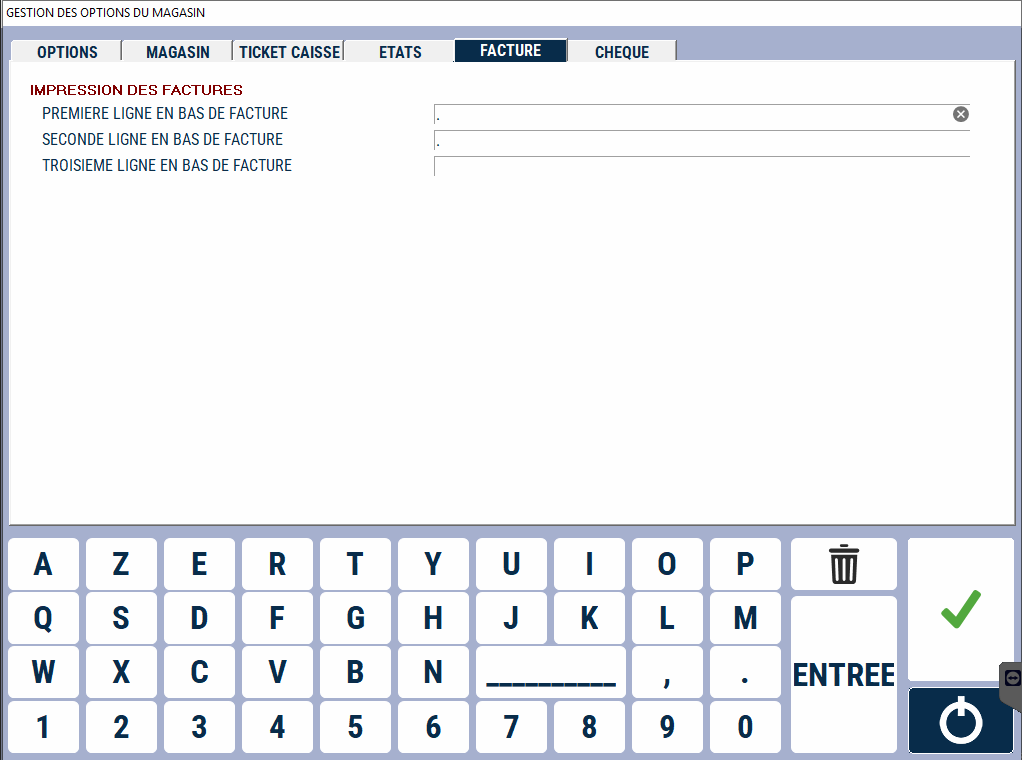 GESTION DES OPTIONS DU MAGASIN
OPTIONS MAGASIN TICKET CAISSE ETATS FACTURE CHEQUE
IMPRESSION DES FACTURES
PREMIERE LIGNE EN BAS DE FACTURE .
SECONDE LIGNE EN BAS DE FACTURE .
TROISIEME LIGNE EN BAS DE FACTURE
A Z E R T Y U I O P
Q S D F G H J K L M
W X C V B N __________ , .
ENTREE
1 2 3 4 5 6 7 8 9 0